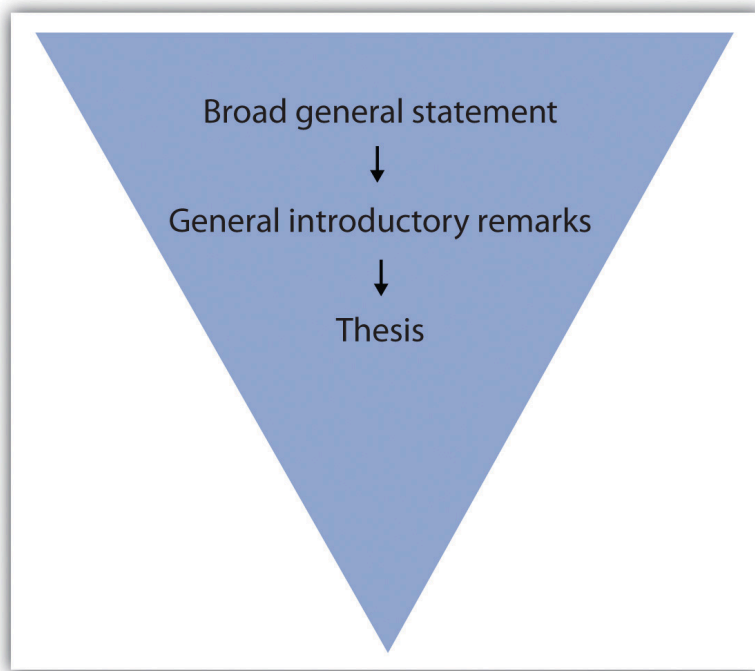 Broad general statement
General introductory remarks
Thesis